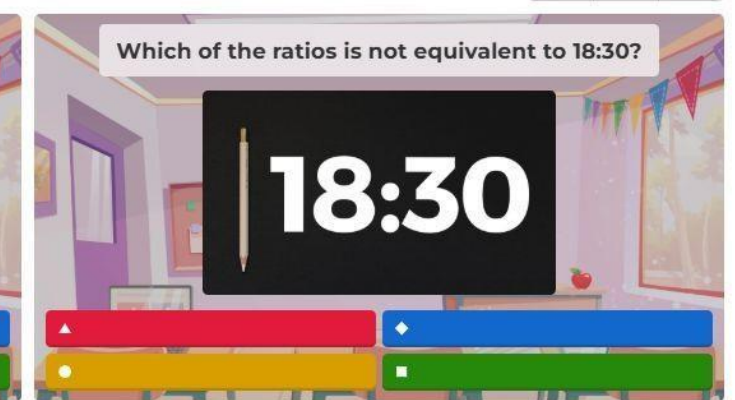 Which of the ratios is not equivalent to 18:30?
18:30